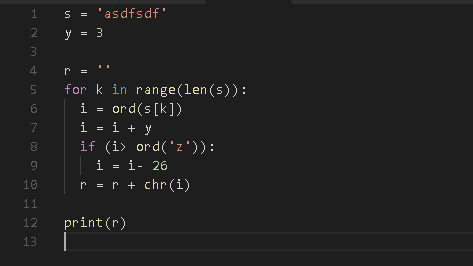 1 s = 'asdfsdf'
2 y = 3
3
4 r = ''
5 for k in range(len(s)):
6 i = ord(s[k])
7 i = i + y
8 if (i> ord('z')):
9 i = i- 26
10 r = r + chr(i)
11
12 print(r)
13